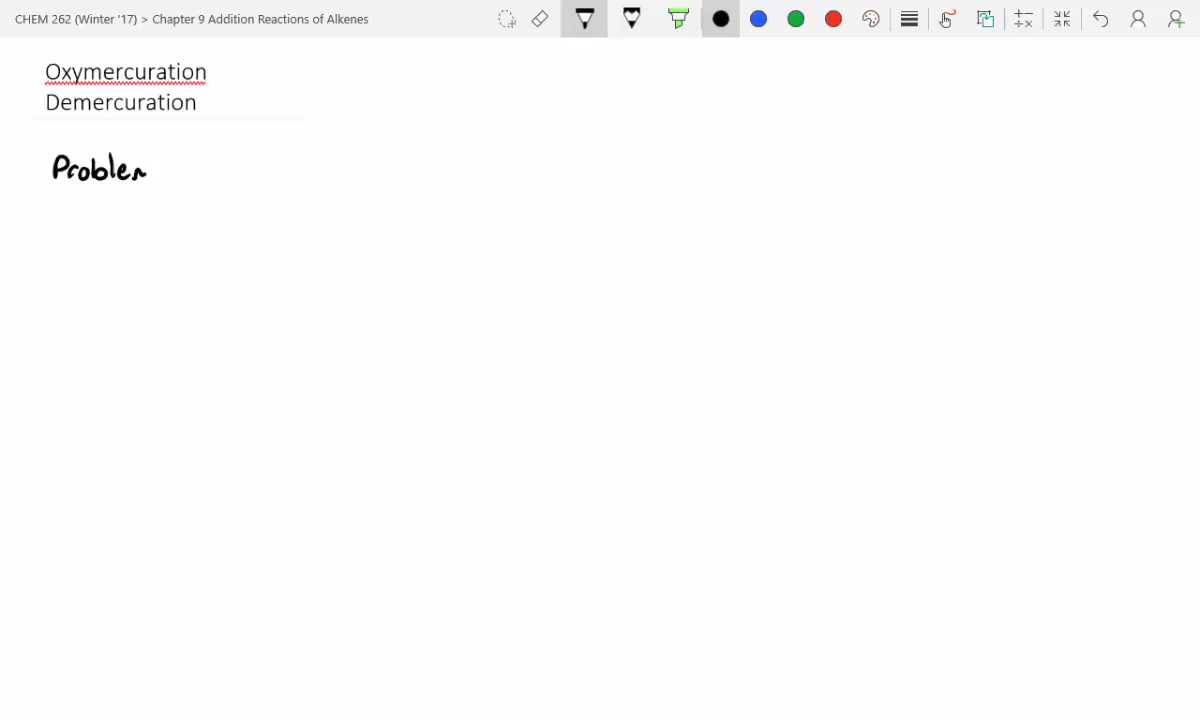 CHEM 262 (Winter '17) > Chapter 9 Addition Reactions of Alkenes
Oxymercuration
Demercuration
Problem